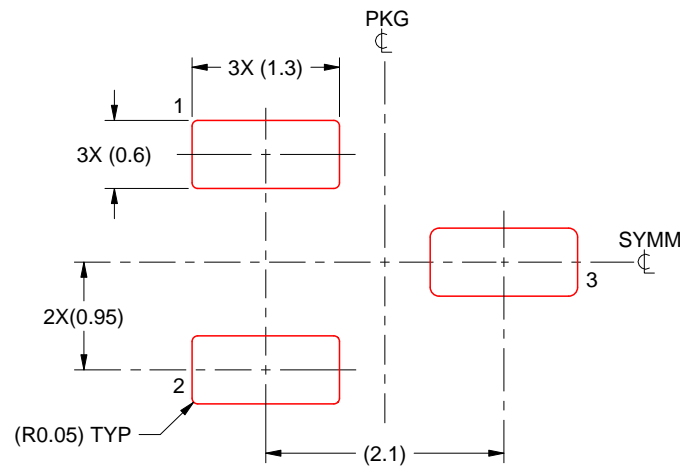 PKG
℄
3X (1.3)
1
3X (0.6)
SYMM
℄
3
2X(0.95)
2
(R0.05) TYP
(2.1)